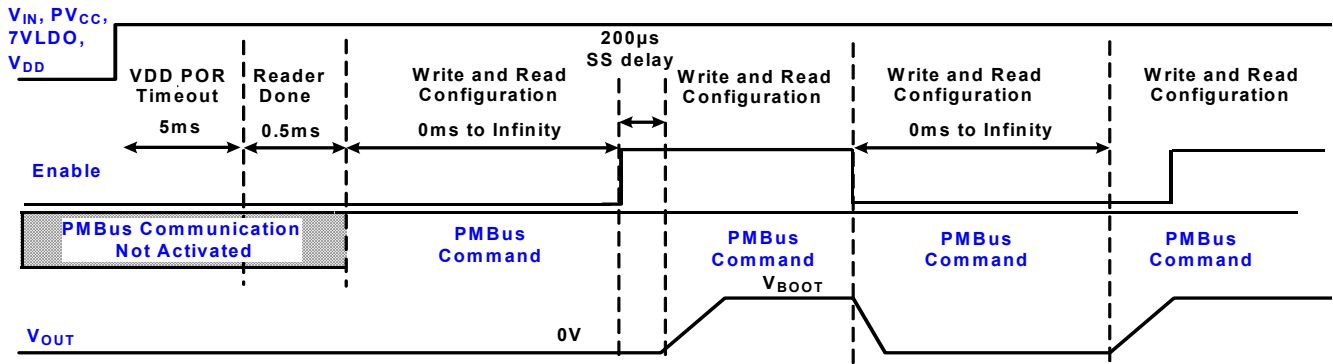 VIN, PVCC,
7VLDO,
VDD
200µs
SS delay
VDD POR
Timeout
5ms
Reader
Done
0.5ms
Write and Read
Configuration
0ms to Infinity
Write and Read
Configuration
Write and Read
Configuration
0ms to Infinity
Write and Read
Configuration
Enable
PMBus Communication
Not Activated
PMBus
Command
PMBus
Command
PMBus
Command
PMBus
Command
VBOOT
VOUT
0V